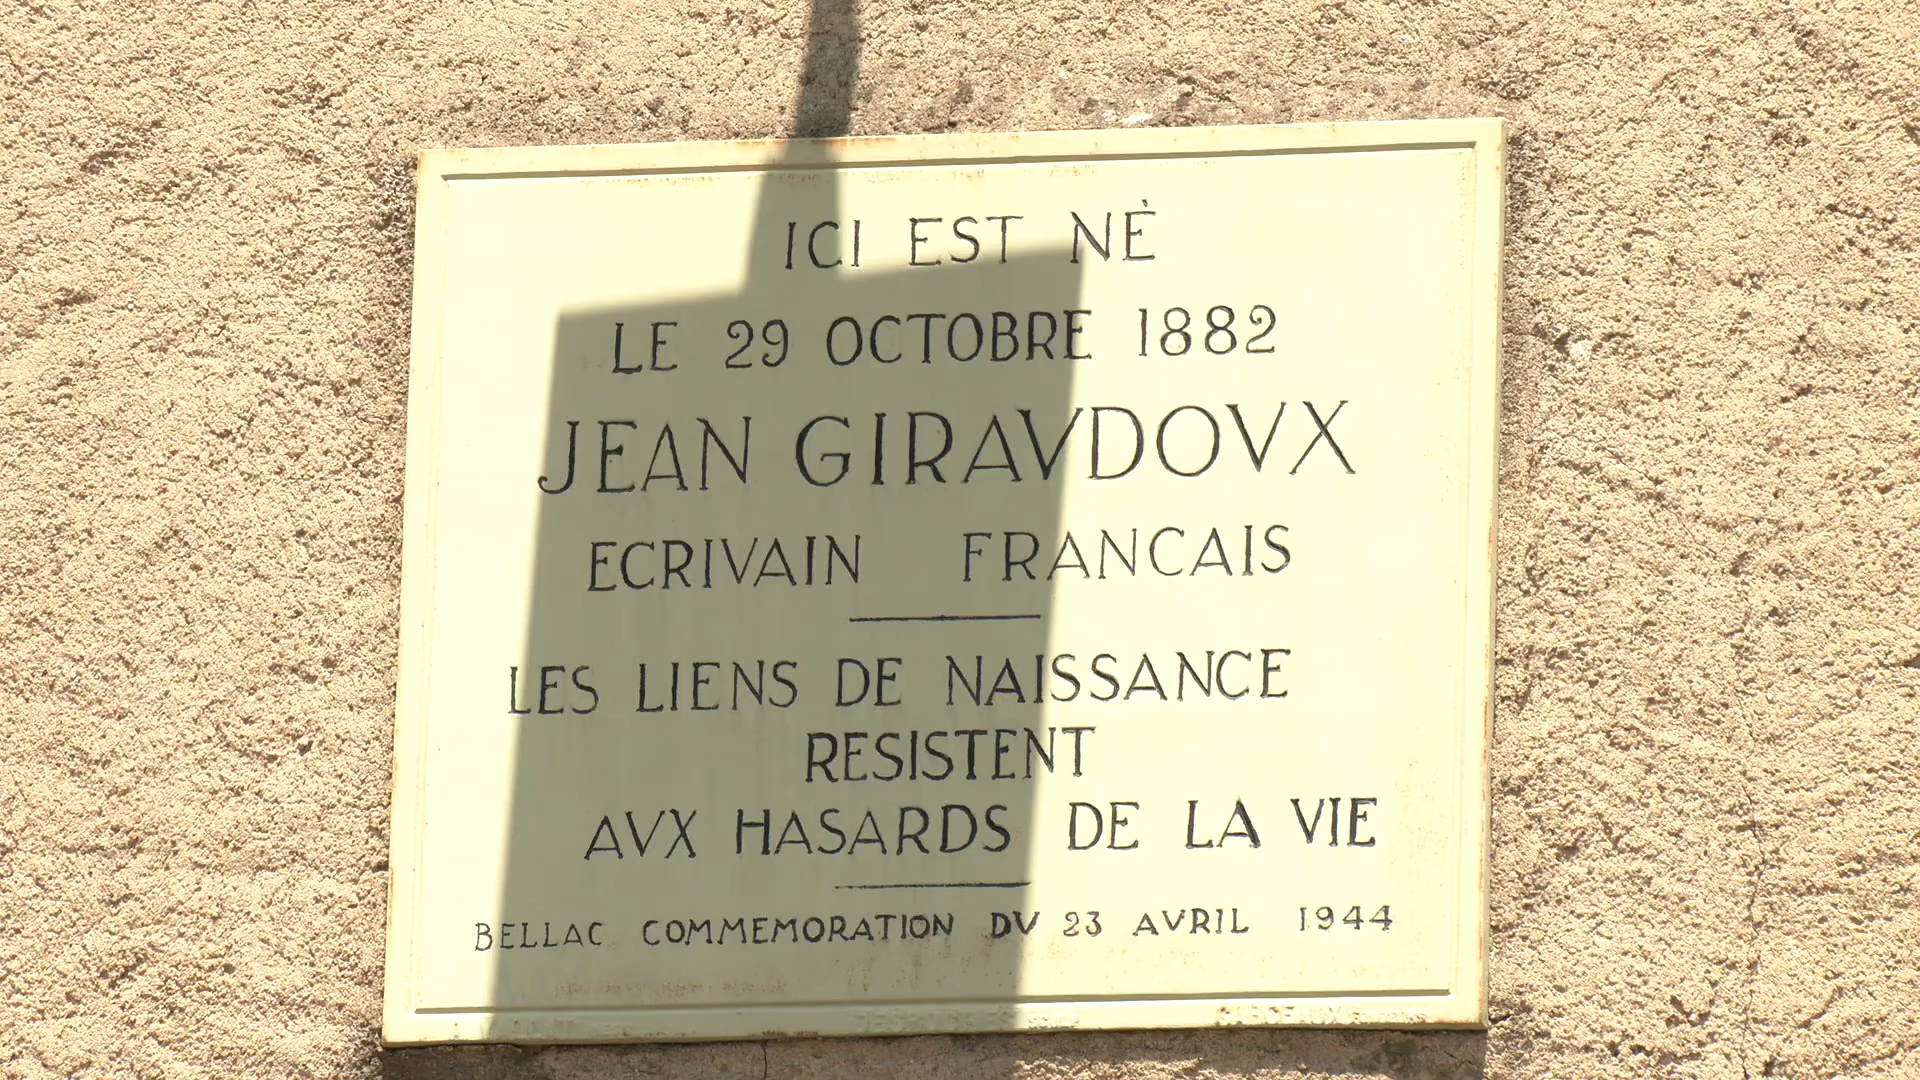 ICI EST NÉ
LE 29 OCTOBRE 1882
JEAN GIRAVDOVX
ECRIVAIN FRANCAIS
LES LIENS DE NAISSANCE
RESISTENT
AVX HASARDS DE LA VIE
BELLAC COMMEMORATION DV 23 AVRIL 1944